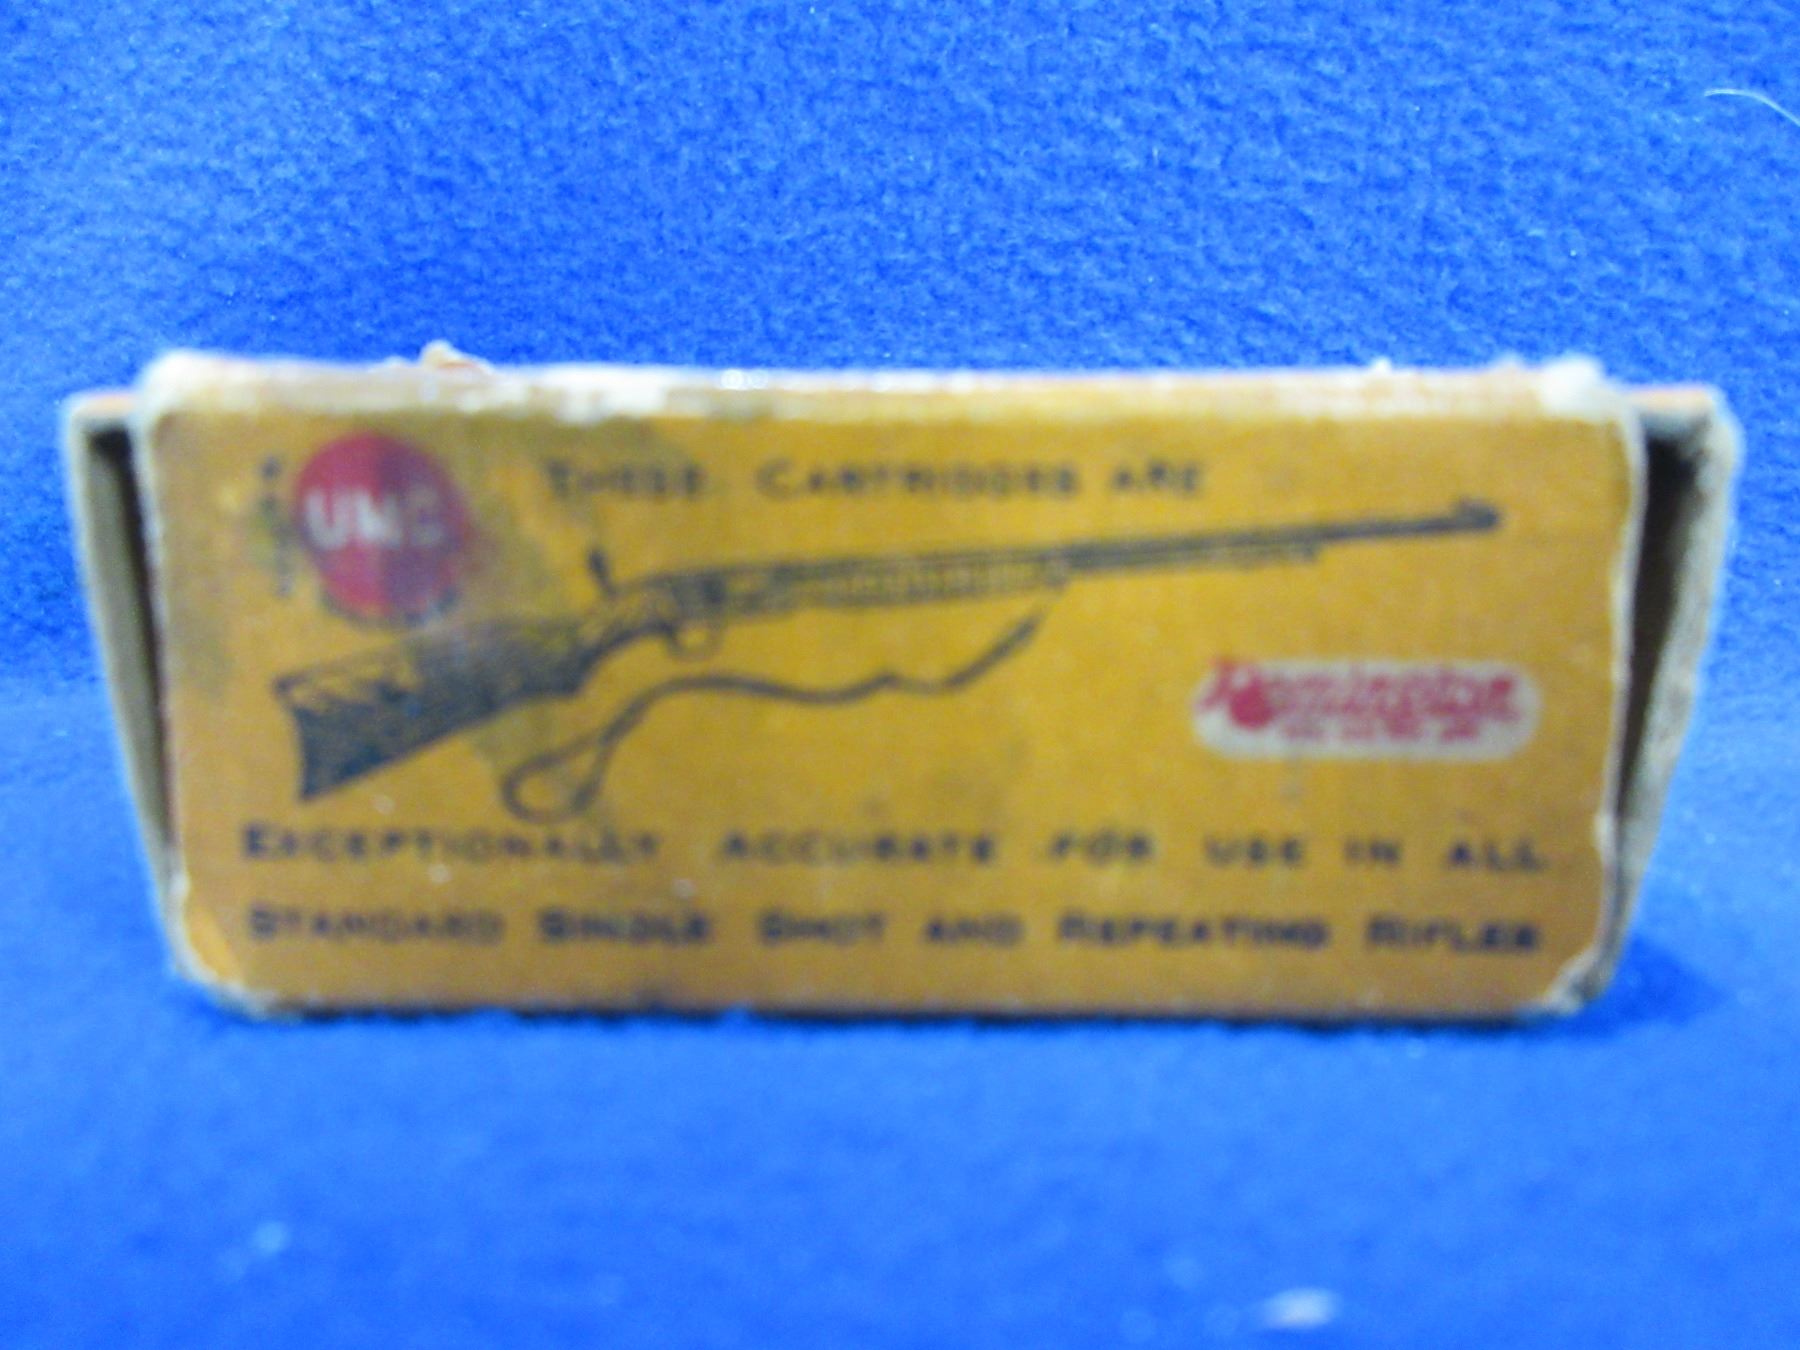 UMC
THESE CARTRIDGES ARE
Remington
EXCEPTIONALLY ACCURATE FOR USE IN ALL
STANDARD SINGLE SHOT AND REPEATING RIFLES